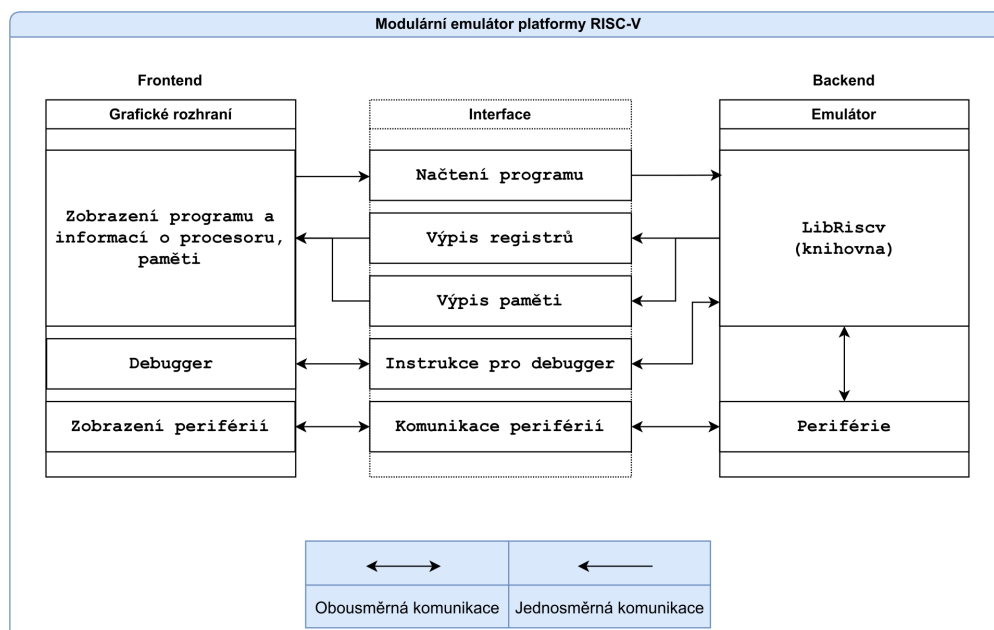 Modulární emulátor platformy RISC-V
Frontend
Backend
Grafické rozhraní
Interface
Emulátor
Zobrazení programu a
informací o procesoru,
paměti
Načtení programu
Výpis registrů
Výpis paměti
LibRiscv
(knihovna)
Debugger
Instrukce pro debugger
Zobrazení periférií
Komunikace periférií
Periférie
Obousměrná komunikace
Jednosměrná komunikace